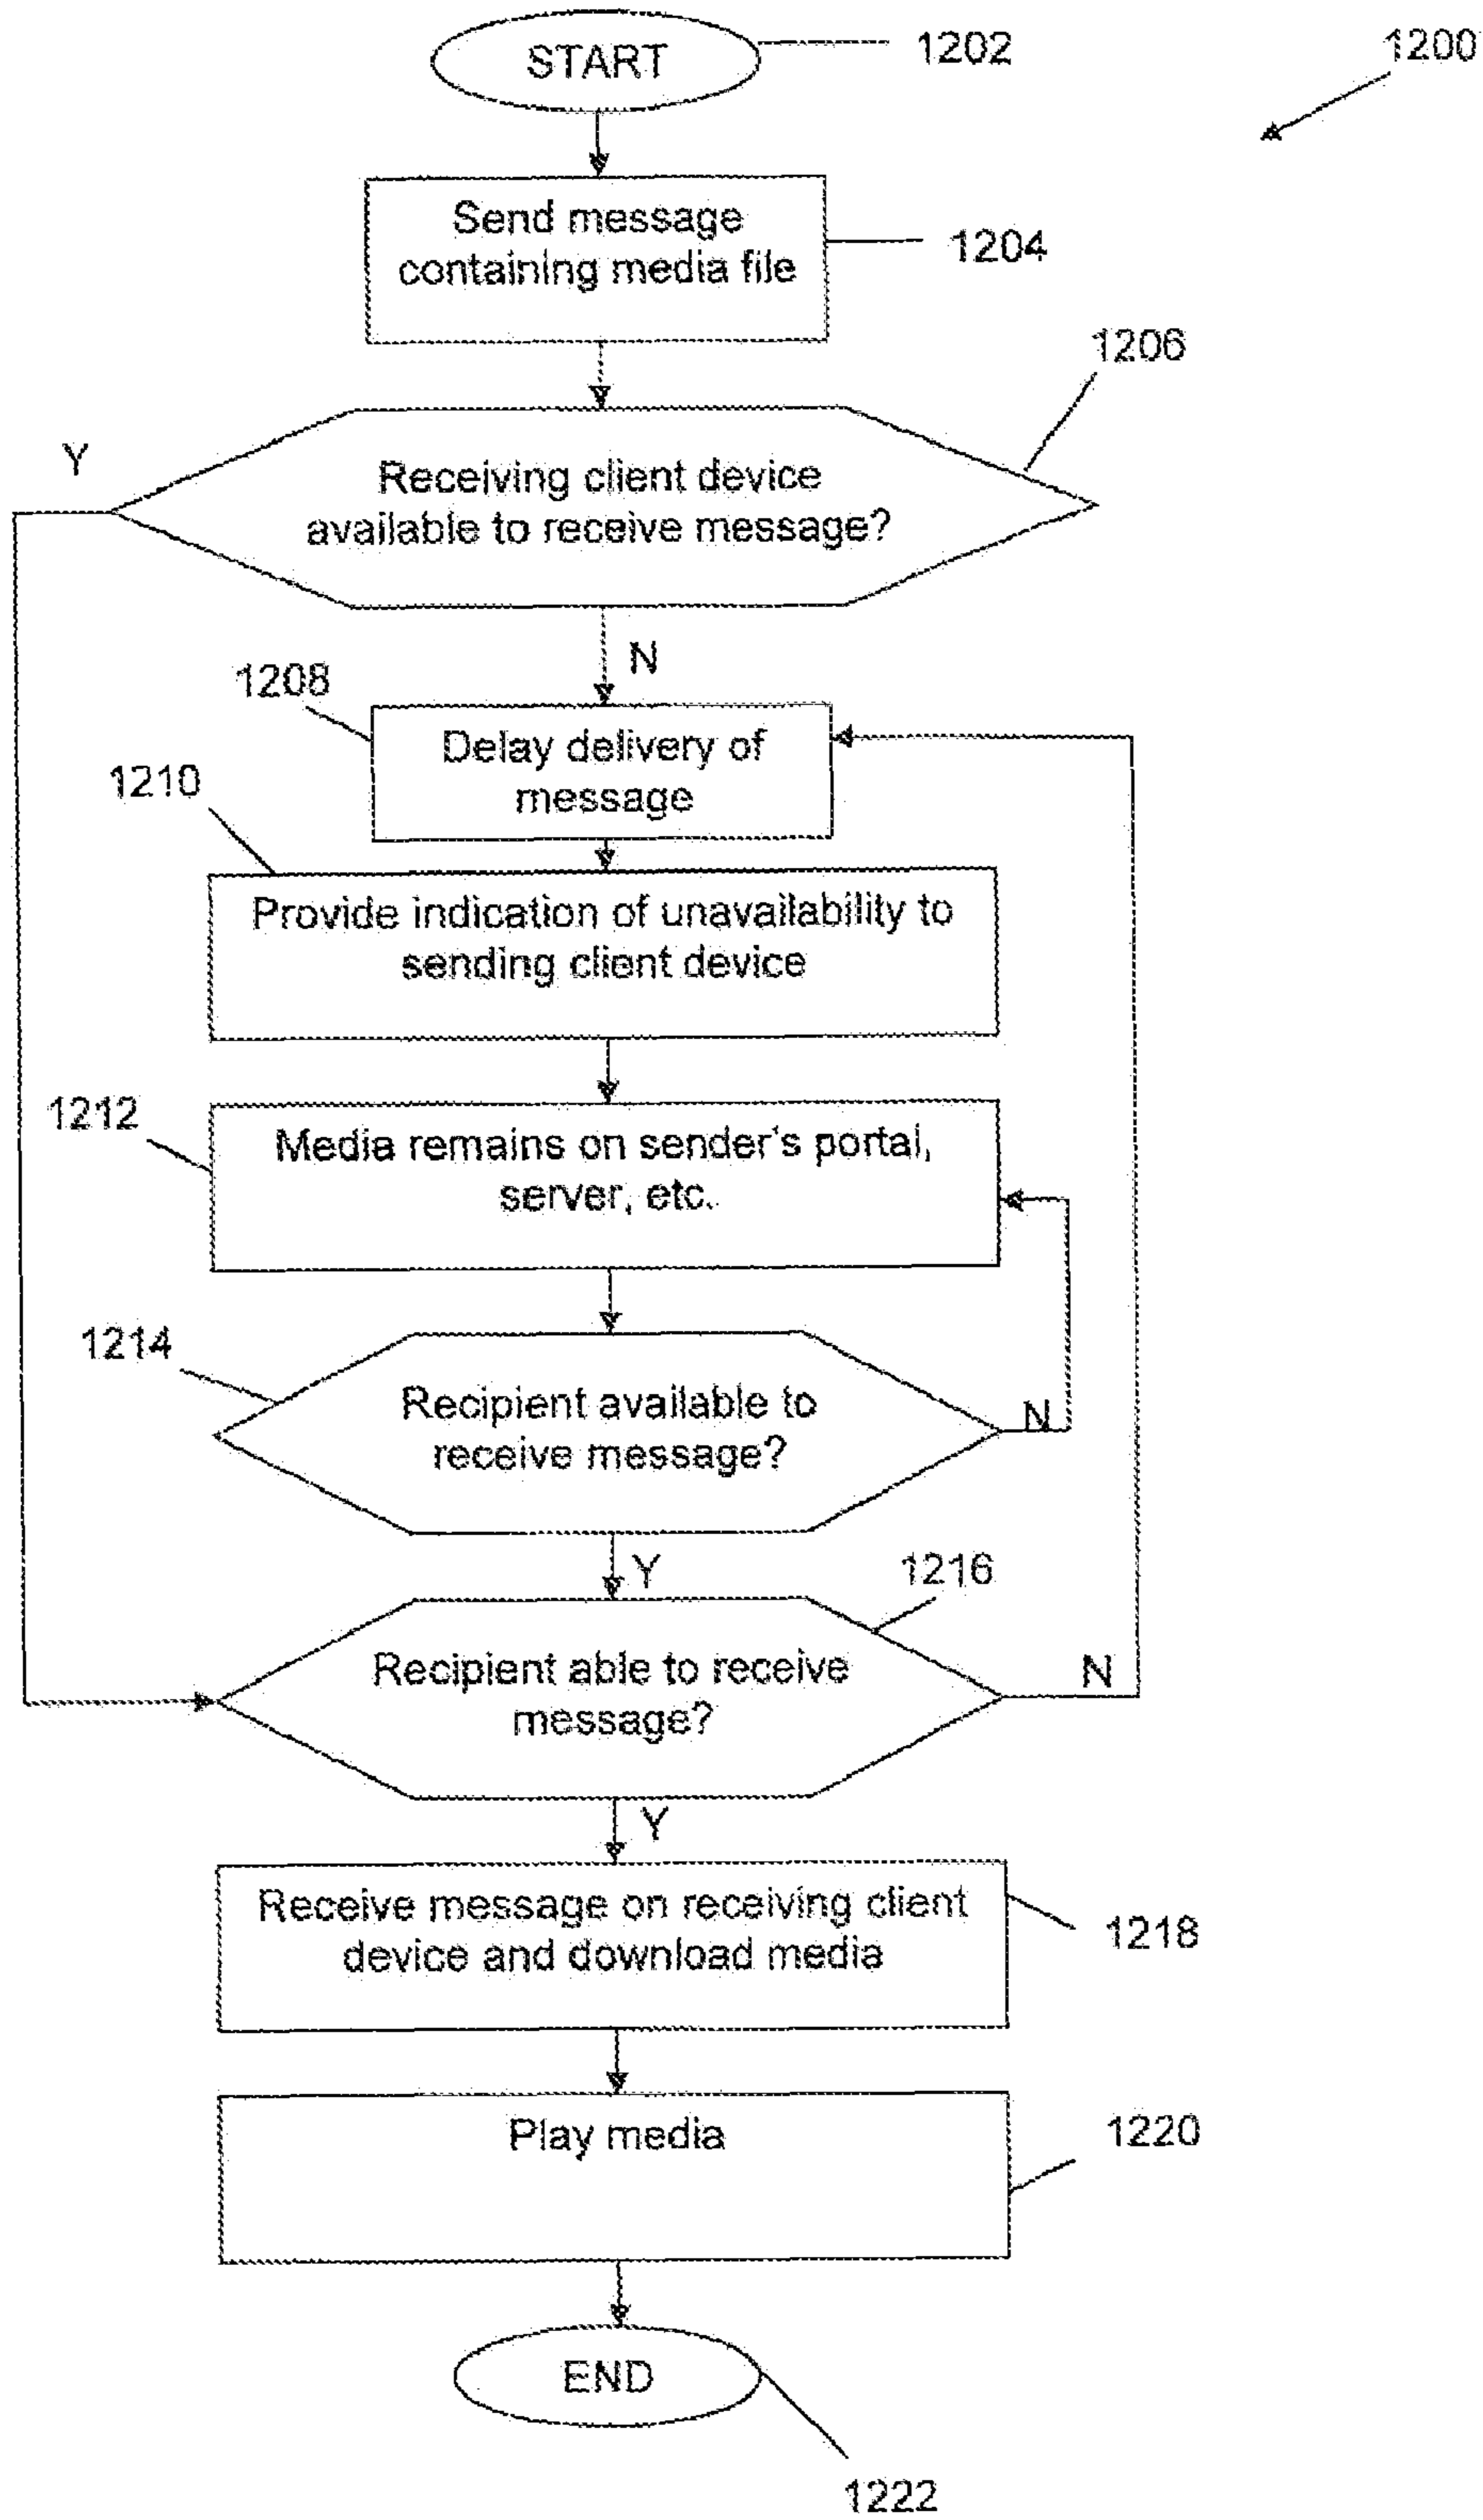 START
1202
1200
Send message
containing media file
1204
1206
Y
Receiving client device
available to receive message?
N
1208
Delay delivery of
message
1210
Provide indication of unavailability to
sending client device
1212
Media remains on sender's portal,
server, etc.
1214
Recipient available to
receive message?
N
Y
1216
Recipient able to receive
message?
N
Y
Receive message on receiving client
device and download media
1218
Play media
1220
END
1222